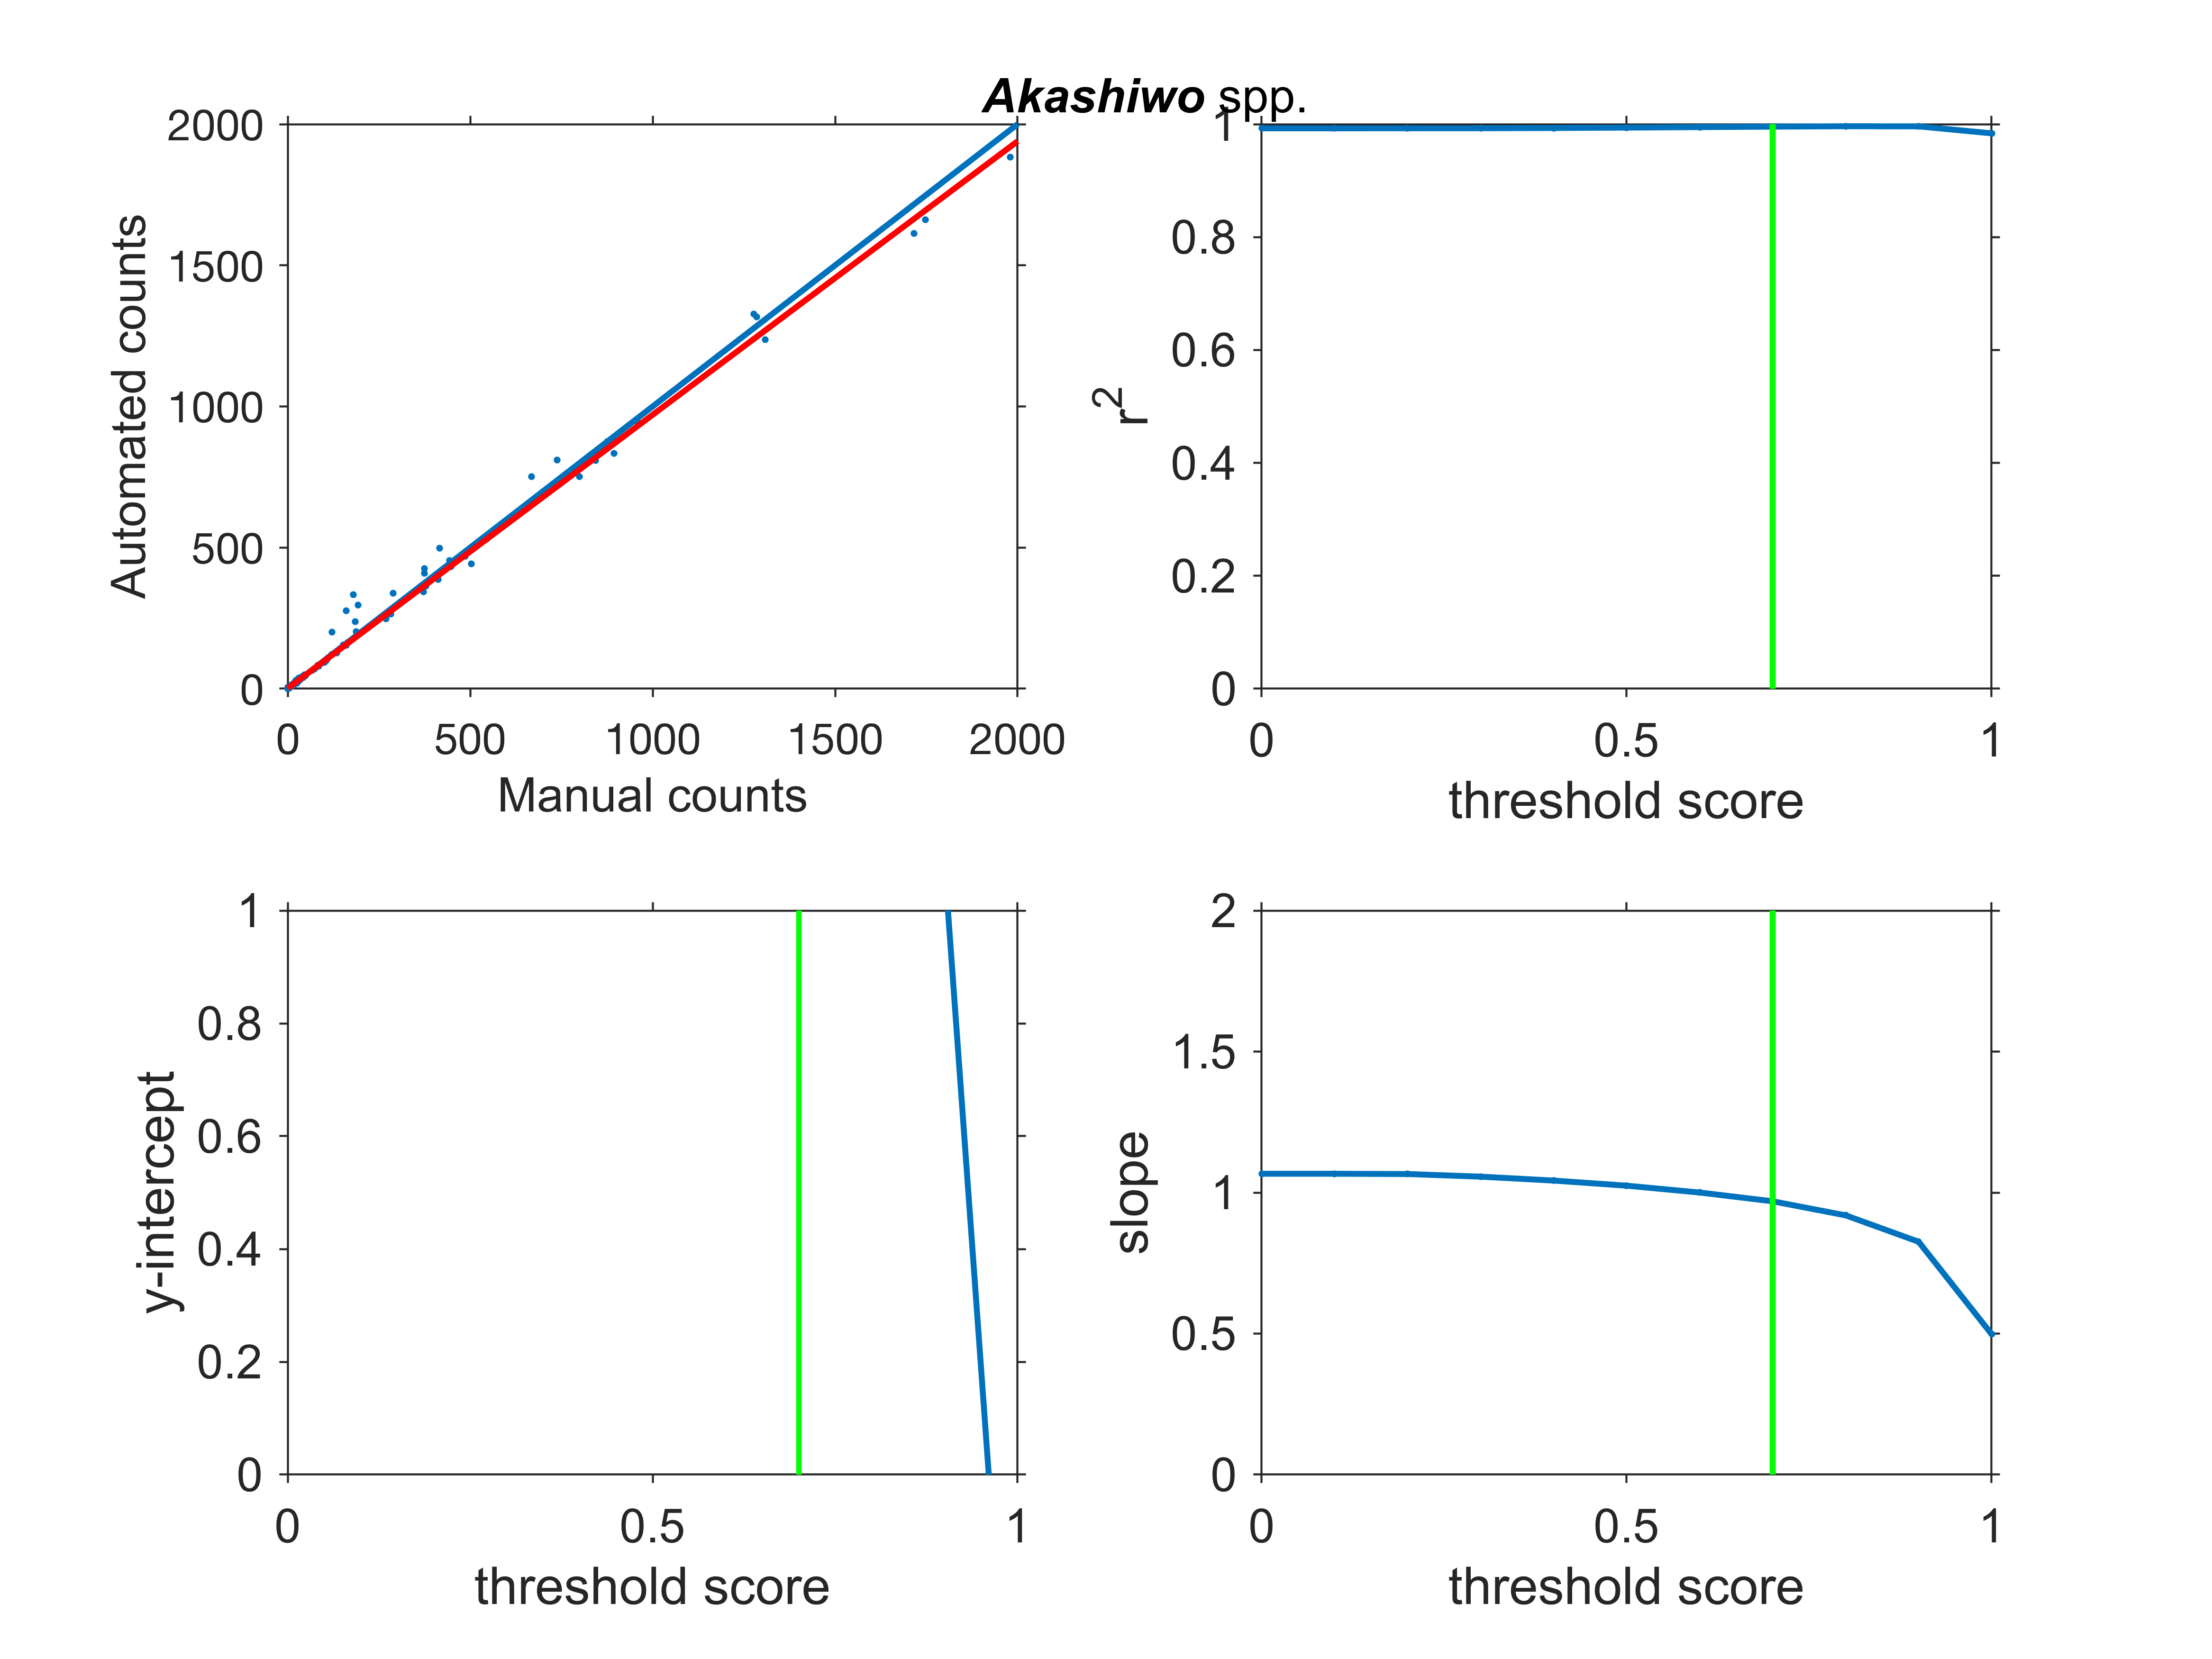 Akashiwo spp.
2000
1500
1000
500
0
Automated counts
0 500 1000 1500 2000
Manual counts
1
0.8
0.6
0.4
0.2
0
r2
0 0.5 1
threshold score
1
0.8
0.6
0.4
0.2
0
y-intercept
0 0.5 1
threshold score
2
1.5
1
0.5
0
slope
0 0.5 1
threshold score